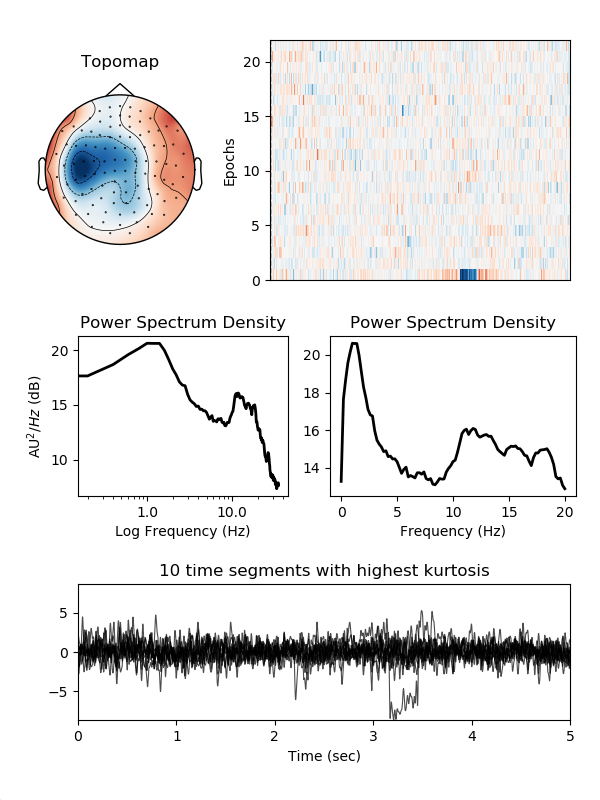 Topomap
Epochs
20
15
10
5
0
Power Spectrum Density
AU²/Hz (dB)
20
15
10
1.0 10.0
Log Frequency (Hz)
Power Spectrum Density
20
18
16
14
0 5 10 15 20
Frequency (Hz)
10 time segments with highest kurtosis
5
0
−5
0 1 2 3 4 5
Time (sec)